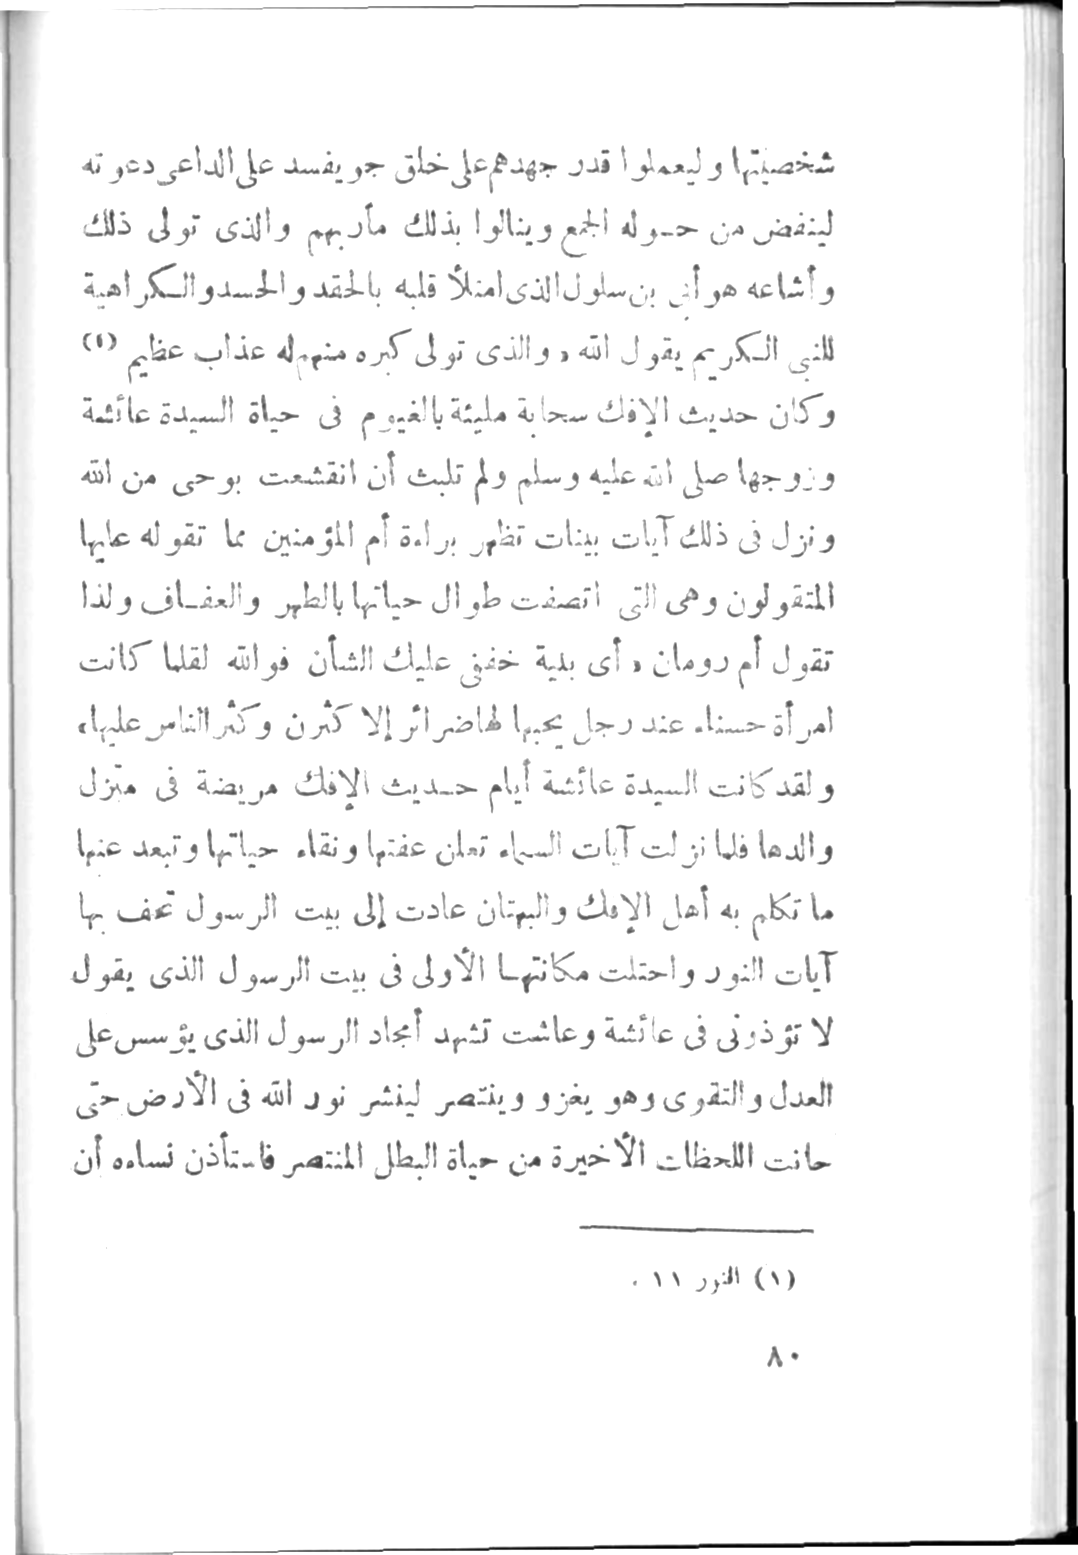 شخصيتها وليعملوا قدر جهدهم على خلق جو يفسد على الداعى دعوته
لينفض من حوله الجمع وينالوا بذلك مآربهم والذى تولى ذلك
وأشاعه هو أبى بن سلول الذى امتلأ قلبه بالحقد والحسد والكراهية
للنبى الكريم يقول الله « والذى تولى كبره منهم له عذاب عظيم (١)
وكان حديث الإفك سحابة مليئة بالغيوم فى حياة السيدة عائشة
وزوجها صلى الله عليه وسلم ولم تلبث أن انقشعت بوحى من الله
ونزل فى ذلك آيات بينات تظهر براءة أم المؤمنين مما تقوله عليها
المتقولون وهى التى اتصفت طوال حياتها بالطهر والعفاف ولذا
تقول أم رومان « أى بنية خففى عليك الشأن فوالله لقلما كانت
امرأة حسناء عند رجل يحبها لها ضرائر إلا كثرن وكثر الناس عليها»
ولقد كانت السيدة عائشة أيام حديث الإفك مريضة فى منزل
والدها فلما نزلت آيات السماء تعلن عفتها ونقاء حياتها وتبعد عنها
ما تكلم به أهل الإفك والبهتان عادت إلى بيت الرسول تحف بها
آيات النور واحتلت مكانتها الأولى فى بيت الرسول الذى يقول
لا تؤذونى فى عائشة وعاشت تشهد أمجاد الرسول الذى يؤسس على
العدل والتقوى وهو يغزو وينتصر لينشر نور الله فى الأرض حتى
حانت اللحظات الأخيرة من حياة البطل المنتصر فاستأذن نساءه أن
(١) النور ١١ .
٨٠